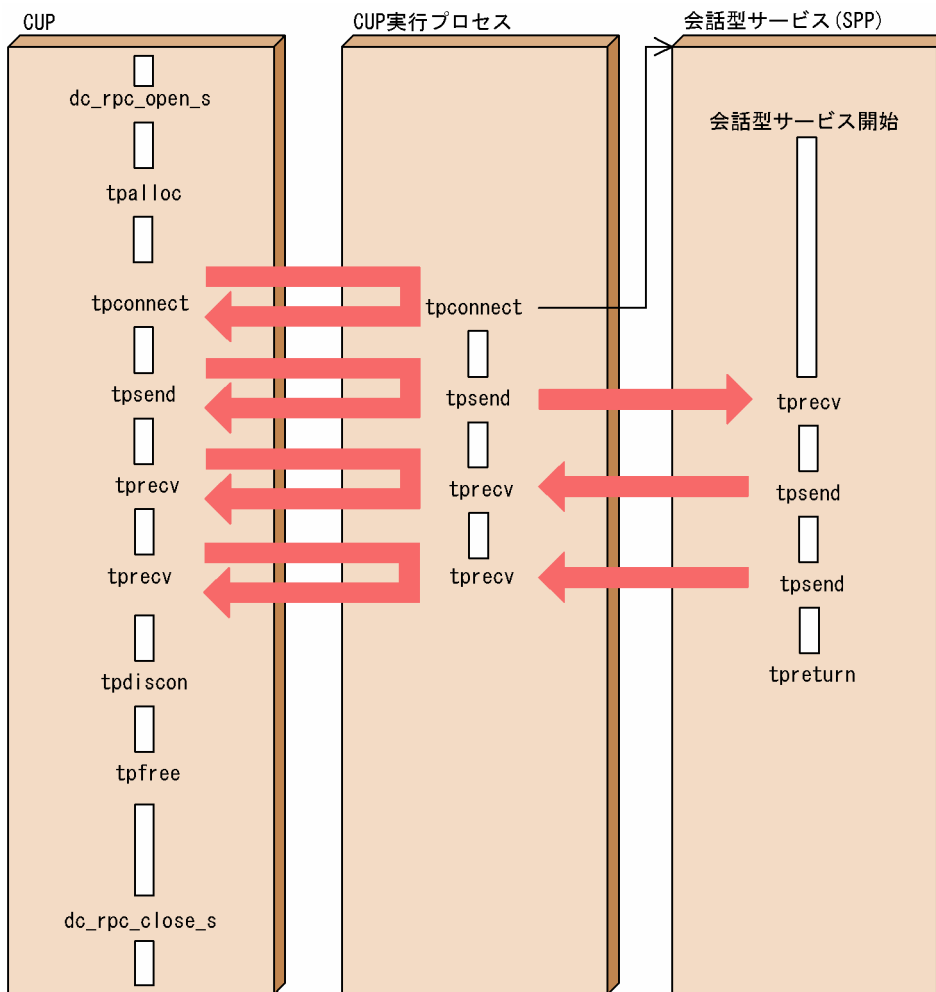 CUP
dc_rpc_open_s
tpalloc
tpconnect
tpsend
tprecv
tprecv
tpdiscon
tpfree
dc_rpc_close_s
CUP実行プロセス
tpconnect
tpsend
tprecv
tprecv
会話型サービス(SPP)
会話型サービス開始
tprecv
tpsend
tpsend
tpreturn